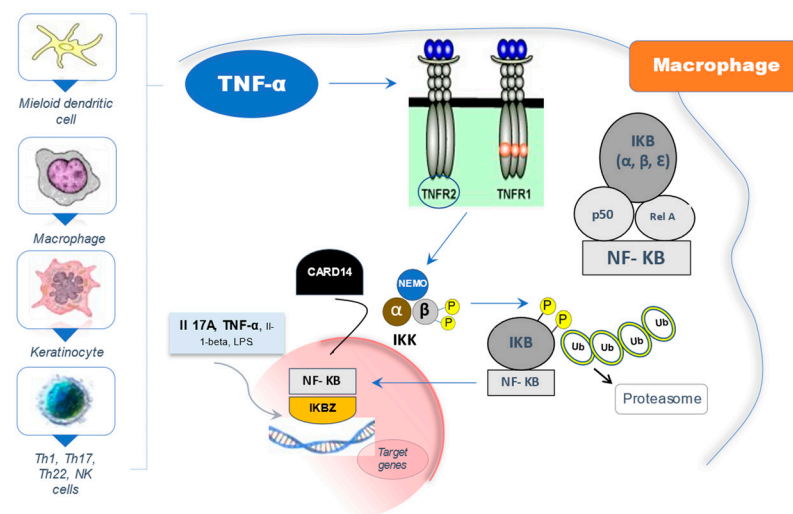 Mieloid dendritic
cell
Macrophage
Keratinocyte
Th1, Th17,
Th22, NK
cells
TNF-α
TNFR2
TNFR1
Macrophage
IKB
(α, β, Ɛ)
p50
Rel A
NF- KB
CARD14
NEMO
α
β
P
P
IKK
Il 17A, TNF-α, Il-
1-beta, LPS
NF- KB
IKBZ
Target
genes
P
P
IKB
NF- KB
Ub
Ub
Ub
Ub
Proteasome